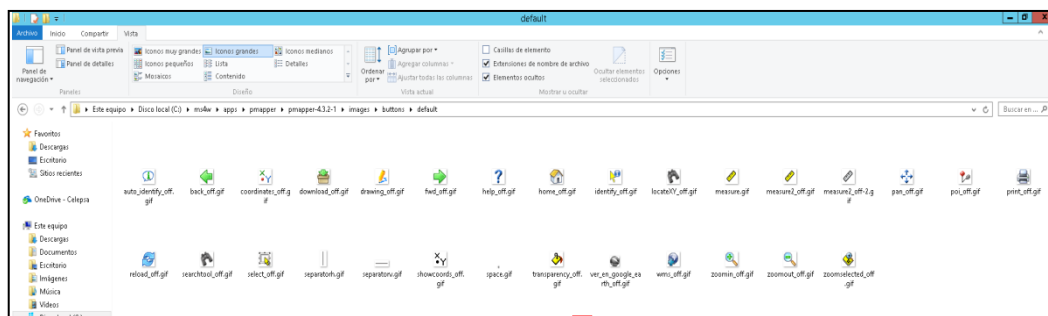 default
Archivo Inicio Compartir Vista
Panel de vista previa
Panel de detalles
Panel de navegación
Iconos muy grandes Iconos grandes Iconos medianos
Iconos pequeños Lista Detalles
Mosaicos Contenido
Ordenar por
Agrupar por
Agregar columnas
Ajustar todas las columnas
Casillas de elemento
Extensiones de nombre de archivo
Elementos ocultos
Ocultar elementos seleccionados
Opciones
Paneles Diseño Vista actual Mostrar u ocultar
Este equipo Disco local (C:) ms4w apps pmapper pmapper-4.3.2-1 images buttons default
Buscar en ...
Favoritos
Descargas
Escritorio
Sitios recientes
OneDrive - Celepsa
Este equipo
Descargas
Documentos
Escritorio
Imágenes
Música
Vídeos
auto_identify_off.gif back_off.gif coordinates_off.gif download_off.gif drawing_off.gif fwd_off.gif help_off.gif home_off.gif identify_off.gif locateXY_off.gif measure.gif measure2_off.gif measure2_off-2.gif pan_off.gif poi_off.gif print_off.gif
reload_off.gif searchtool_off.gif select_off.gif separatorh.gif separatorv.gif showcoords_off.gif space.gif transparency_off.gif ver_en_google_earth_off.gif wms_off.gif zoomin_off.gif zoomout_off.gif zoomselected_off.gif